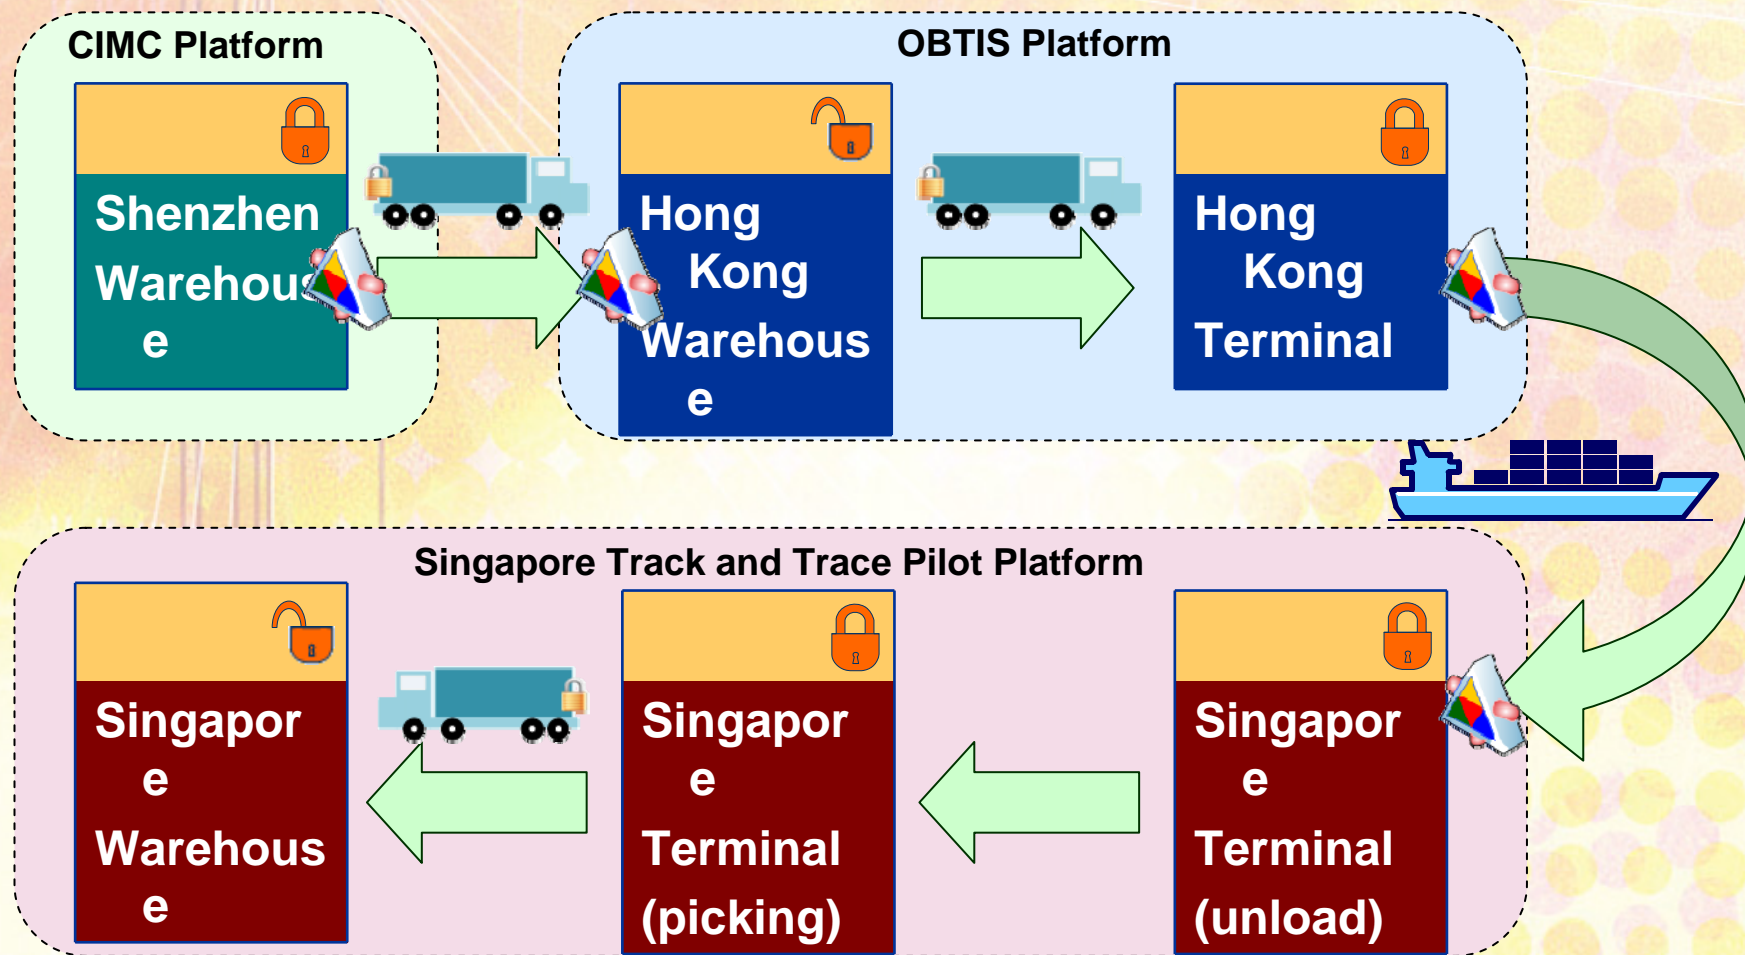 CIMC Platform
OBTIS Platform
Shenzhen
Warehous
e
Hong
Kong
Warehous
e
Hong
Kong
Terminal
Singapore Track and Trace Pilot Platform
Singapor
e
Warehous
e
Singapor
e
Terminal
(picking)
Singapor
e
Terminal
(unload)